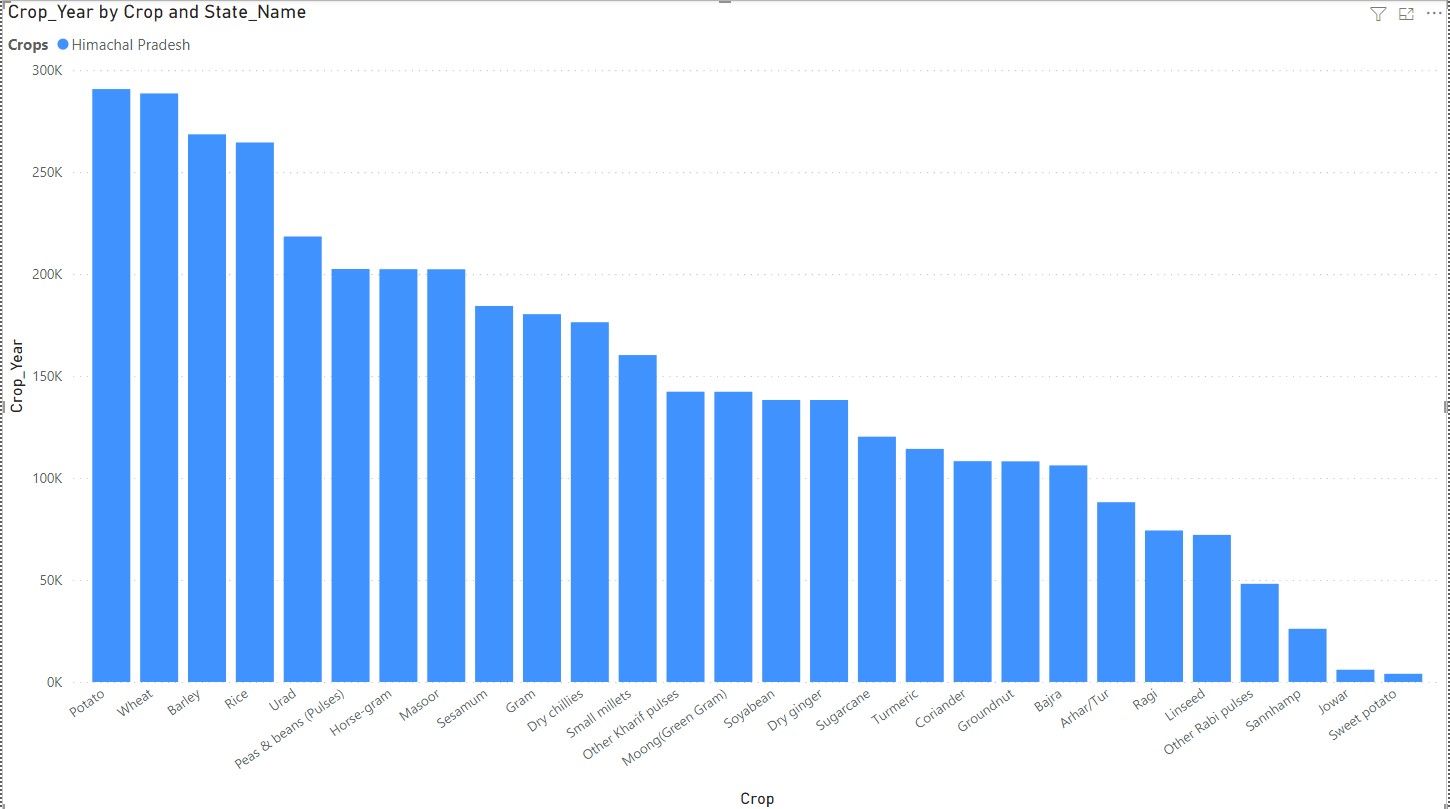 Crop_Year by Crop and State_Name
Crops Himachal Pradesh
300K
250K
200K
150K
100K
50K
0K
Crop_Year
Potato
Wheat
Barley
Rice
Urad
Peas & beans (Pulses)
Horse-gram
Masoor
Sesamum
Gram
Dry chillies
Small millets
Other Kharif pulses
Moong(Green Gram)
Soyabean
Dry ginger
Sugarcane
Turmeric
Coriander
Groundnut
Bajra
Arhar/Tur
Ragi
Linseed
Other Rabi pulses
Sannhamp
Jowar
Sweet potato
Crop